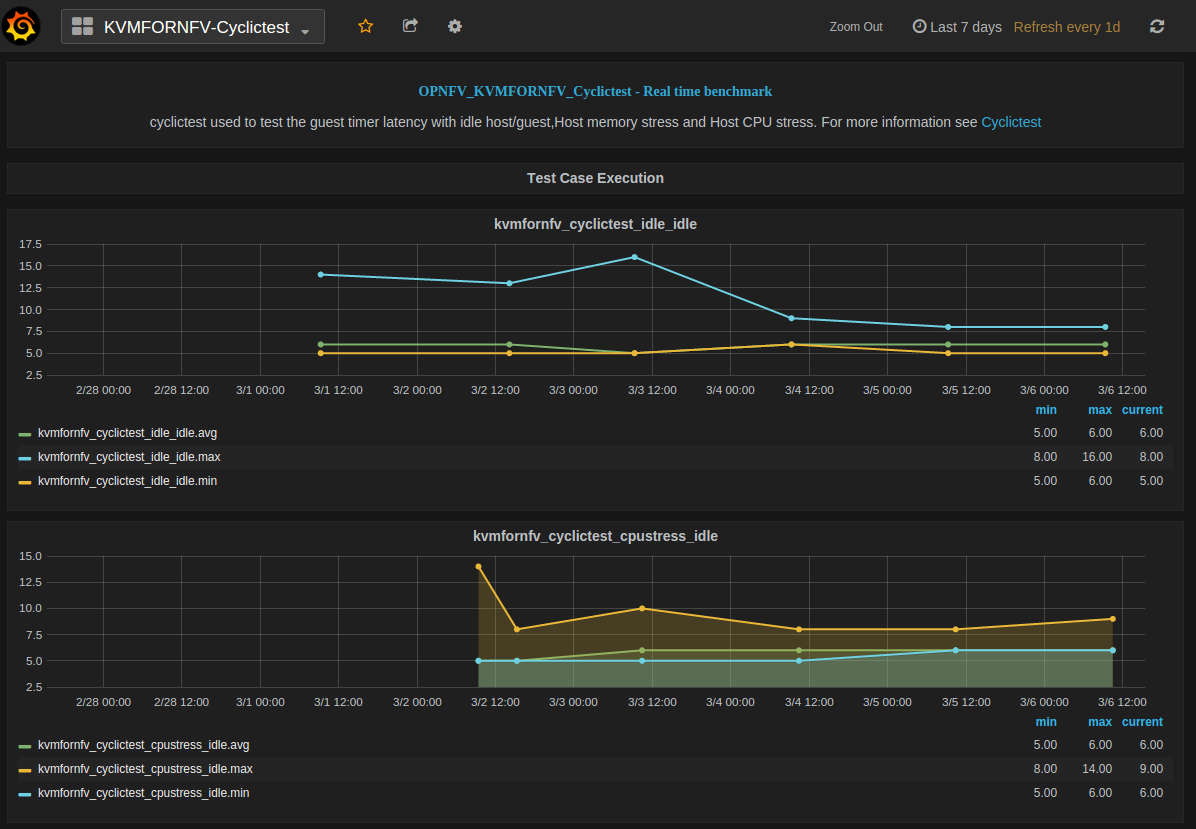 KVMFORNFV-Cyclictest
Zoom Out
Last 7 days
Refresh every 1d
OPNFV_KVMFORNFV_Cyclictest - Real time benchmark
cyclictest used to test the guest timer latency with idle host/guest,Host memory stress and Host CPU stress. For more information see Cyclictest
Test Case Execution
kvmfornfv_cyclictest_idle_idle
17.5
15.0
12.5
10.0
7.5
5.0
2.5
2/28 00:00 2/28 12:00 3/1 00:00 3/1 12:00 3/2 00:00 3/2 12:00 3/3 00:00 3/3 12:00 3/4 00:00 3/4 12:00 3/5 00:00 3/5 12:00 3/6 00:00 3/6 12:00
min max current
kvmfornfv_cyclictest_idle_idle.avg 5.00 6.00 6.00
kvmfornfv_cyclictest_idle_idle.max 8.00 16.00 8.00
kvmfornfv_cyclictest_idle_idle.min 5.00 6.00 5.00
kvmfornfv_cyclictest_cpustress_idle
15.0
12.5
10.0
7.5
5.0
2.5
2/28 00:00 2/28 12:00 3/1 00:00 3/1 12:00 3/2 00:00 3/2 12:00 3/3 00:00 3/3 12:00 3/4 00:00 3/4 12:00 3/5 00:00 3/5 12:00 3/6 00:00 3/6 12:00
min max current
kvmfornfv_cyclictest_cpustress_idle.avg 5.00 6.00 6.00
kvmfornfv_cyclictest_cpustress_idle.max 8.00 14.00 9.00
kvmfornfv_cyclictest_cpustress_idle.min 5.00 6.00 6.00